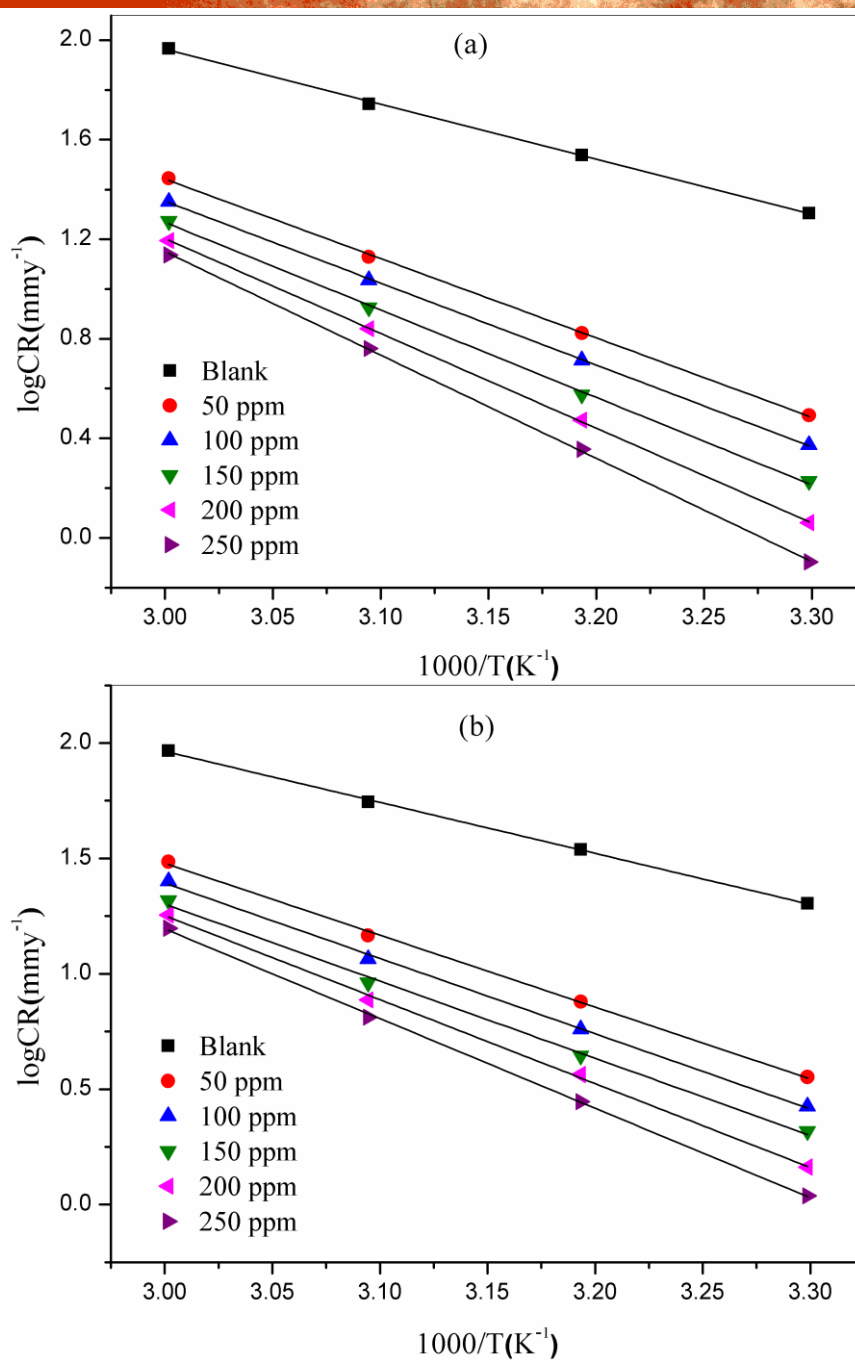 (a)
2.0
1.6
1.2
0.8
0.4
0.0
logCR(mmy⁻¹)
Blank
50 ppm
100 ppm
150 ppm
200 ppm
250 ppm
3.00 3.05 3.10 3.15 3.20 3.25 3.30
1000/T(K⁻¹)
(b)
2.0
1.5
1.0
0.5
0.0
logCR(mmy⁻¹)
Blank
50 ppm
100 ppm
150 ppm
200 ppm
250 ppm
3.00 3.05 3.10 3.15 3.20 3.25 3.30
1000/T(K⁻¹)